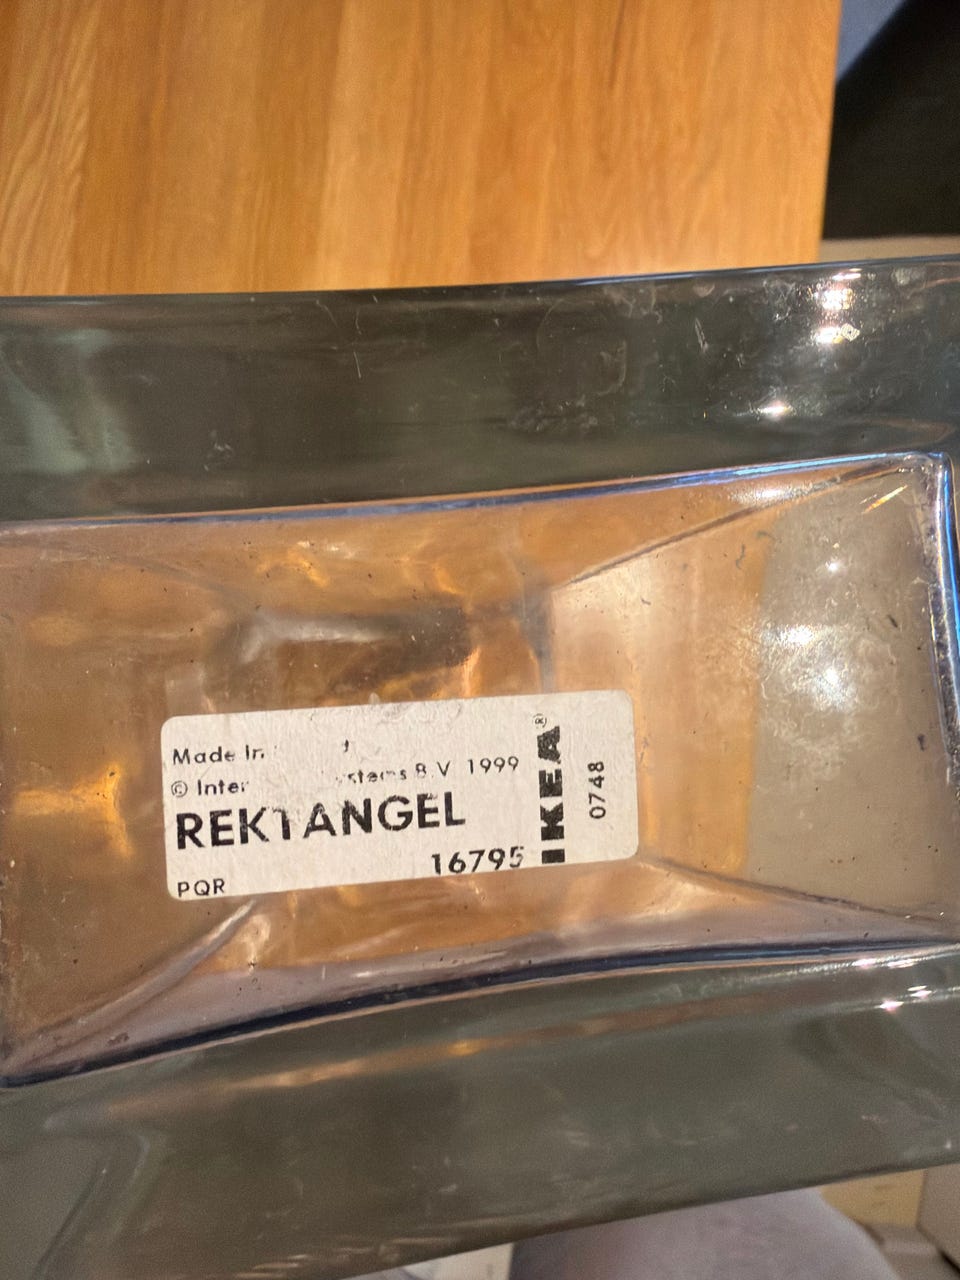 Made In
© Inter ystems B.V 1999
REKTANGEL
16795
PQR
IKEA®
0748